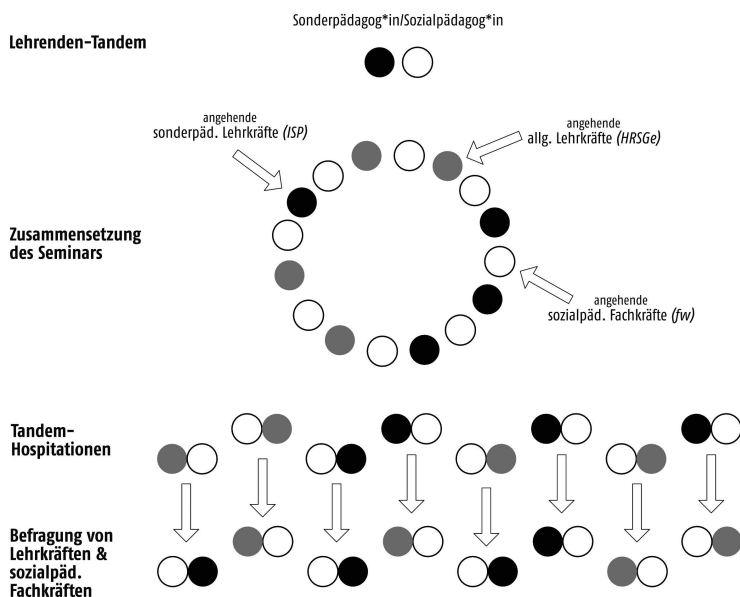 Sonderpädagog*in/Sozialpädagog*in
Lehrenden-Tandem
angehende
sonderpäd. Lehrkräfte (ISP)
angehende
allg. Lehrkräfte (HRSGe)
Zusammensetzung
des Seminars
angehende
sozialpäd. Fachkräfte (fw)
Tandem-
Hospitationen
Befragung von
Lehrkräften &
sozialpäd.
Fachkräften